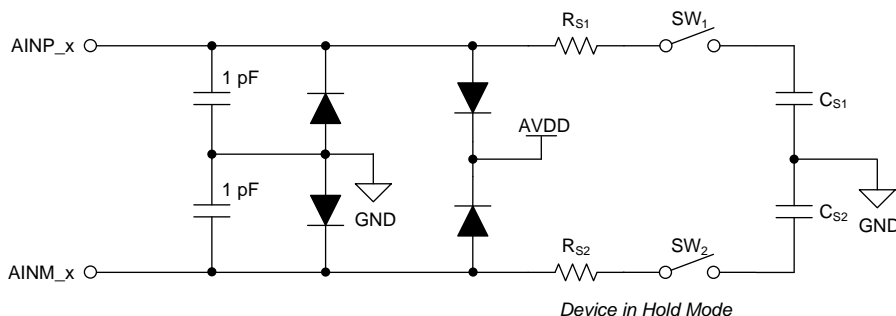 AINP_x
R_S1
SW_1
1 pF
C_S1
AVDD
1 pF
GND
C_S2
GND
R_S2
SW_2
AINM_x
Device in Hold Mode